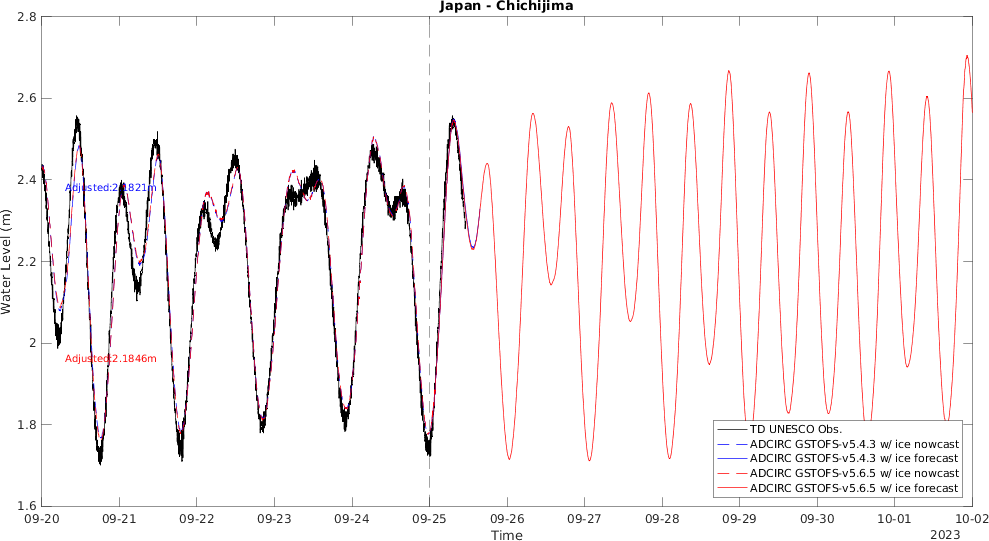 Japan - Chichijima
2.8
2.6
2.4
2.2
2
1.8
1.6
Water Level (m)
Adjusted:2.1821m
Adjusted:2.1846m
TD UNESCO Obs.
ADCIRC GSTOFS-v5.4.3 w/ ice nowcast
ADCIRC GSTOFS-v5.4.3 w/ ice forecast
ADCIRC GSTOFS-v5.6.5 w/ ice nowcast
ADCIRC GSTOFS-v5.6.5 w/ ice forecast
09-20 09-21 09-22 09-23 09-24 09-25 09-26 09-27 09-28 09-29 09-30 10-01 10-02
Time
2023